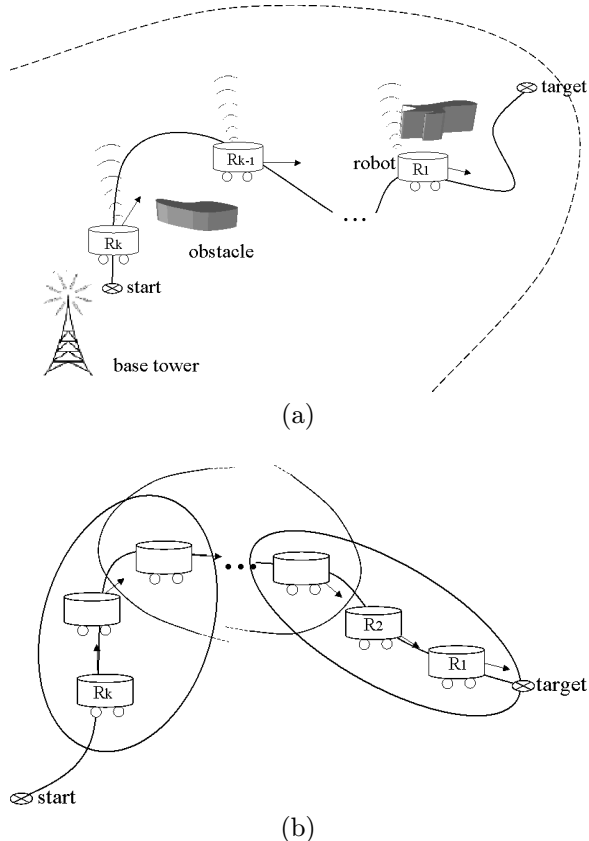 target
Rk-1
robot
R1
Rk
obstacle
start
base tower
(a)
R2
R1
Rk
target
start
(b)